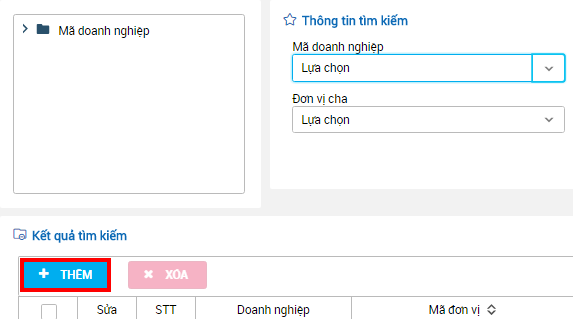 Mã doanh nghiệp
Thông tin tìm kiếm
Mã doanh nghiệp
Lựa chọn
Đơn vị cha
Lựa chọn
Kết quả tìm kiếm
THÊM XOA
Sửa STT Doanh nghiệp Mã đơn vị